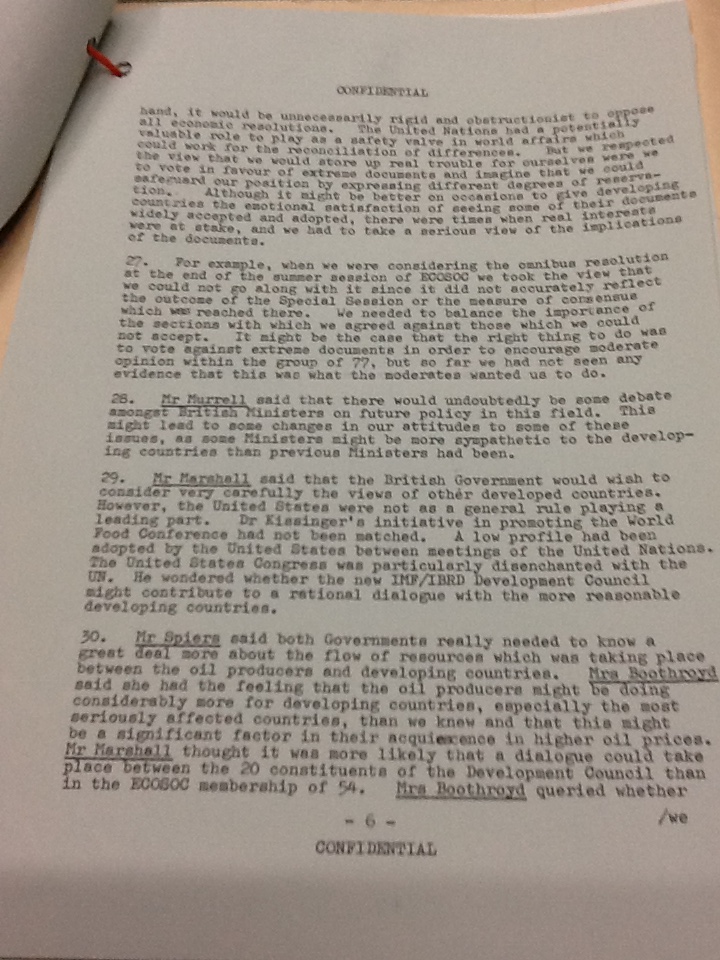 CONFIDENTIAL
hand, it would be unnecessarily rigid and obstructionist to oppose
all economic resolutions. The United Nations had a potentially
valuable role to play as a safety valve in world affairs which
could work for the reconciliation of differences. But we respected
the view that we would store up real trouble for ourselves were we
to vote in favour of extreme documents and imagine that we could
safeguard our position by expressing different degrees of reserva-
tion. Although it might be better on occasions to give developing
countries the emotional satisfaction of seeing some of their documents
widely accepted and adopted, there were times when real interests
were at stake, and we had to take a serious view of the implications
of the documents.
27. For example, when we were considering the omnibus resolution
at the end of the summer session of ECOSOC we took the view that
we could not go along with it since it did not accurately reflect
the outcome of the Special Session or the measure of consensus
which was reached there. We needed to balance the importance of
the sections with which we agreed against those which we could
not accept. It might be the case that the right thing to do was
to vote against extreme documents in order to encourage moderate
opinion within the group of 77, but so far we had not seen any
evidence that this was what the moderates wanted us to do.
28. Mr Murrell said that there would undoubtedly be some debate
amongst British Ministers on future policy in this field. This
might lead to some changes in our attitudes to some of these
issues, as some Ministers might be more sympathetic to the develop-
ing countries than previous Ministers had been.
29. Mr Marshall said that the British Government would wish to
consider very carefully the views of other developed countries.
However, the United States were not as a general rule playing a
leading part. Dr Kissinger's initiative in promoting the World
Food Conference had not been matched. A low profile had been
adopted by the United States between meetings of the United Nations.
The United States Congress was particularly disenchanted with the
UN. He wondered whether the new IMF/IBRD Development Council
might contribute to a rational dialogue with the more reasonable
developing countries.
30. Mr Spiers said both Governments really needed to know a
great deal more about the flow of resources which was taking place
between the oil producers and developing countries. Mrs Boothroyd
said she had the feeling that the oil producers might be doing
considerably more for developing countries, especially the most
seriously affected countries, than we knew and that this might
be a significant factor in their acquiescence in higher oil prices.
Mr Marshall thought it was more likely that a dialogue could take
place between the 20 constituents of the Development Council than
in the ECOSOC membership of 54. Mrs Boothroyd queried whether
- 6 -
/we
CONFIDENTIAL